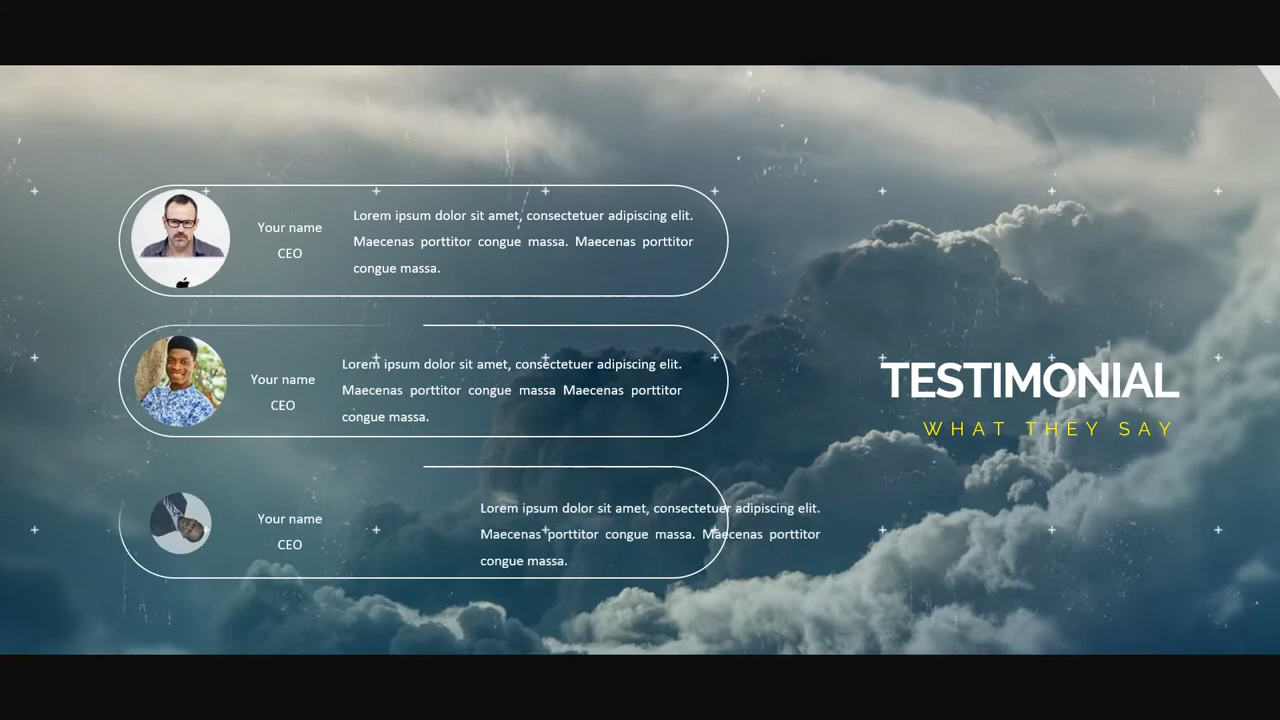 Your name
CEO
Lorem ipsum dolor sit amet, consectetuer adipiscing elit.
Maecenas porttitor congue massa. Maecenas porttitor
congue massa.
Your name
CEO
Lorem ipsum dolor sit amet, consectetuer adipiscing elit.
Maecenas porttitor congue massa Maecenas porttitor
congue massa.
Your name
CEO
Lorem ipsum dolor sit amet, consectetuer adipiscing elit.
Maecenas porttitor congue massa. Maecenas porttitor
congue massa.
TESTIMONIAL
WHAT THEY SAY